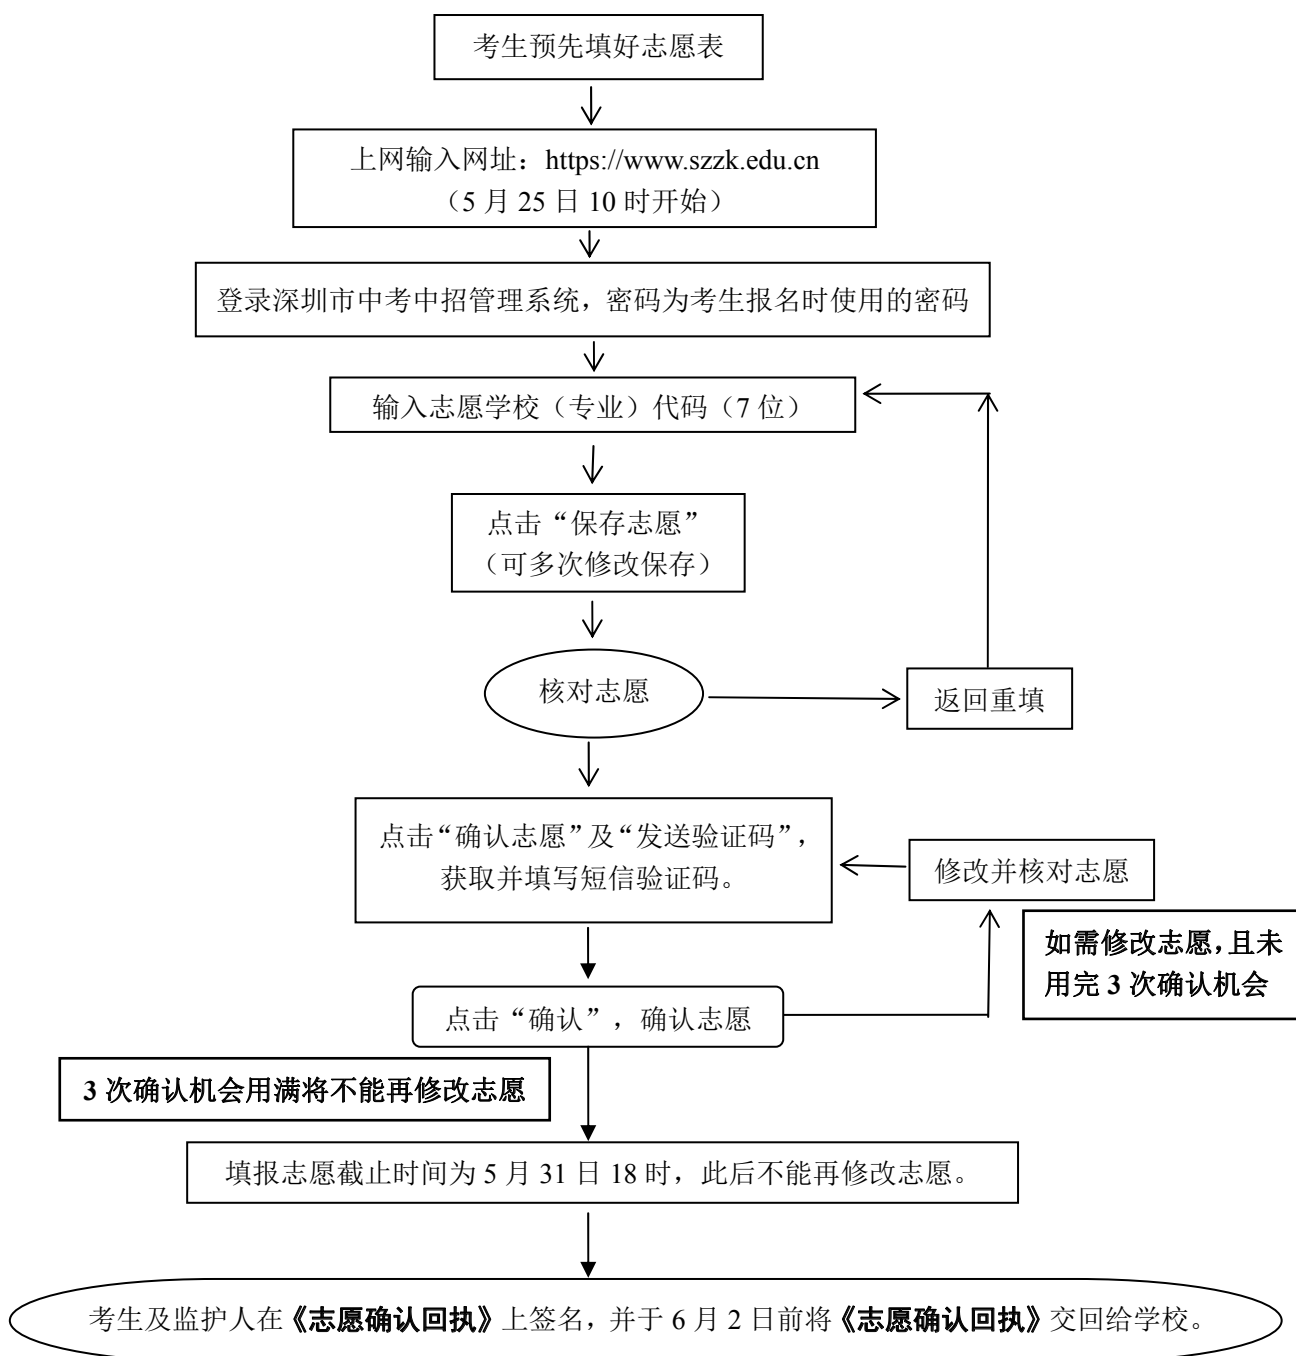 考生预先填好志愿表
上网输入网址：https://www.szzk.edu.cn
（5 月 25 日 10 时开始）
登录深圳市中考中招管理系统，密码为考生报名时使用的密码
输入志愿学校（专业）代码（7 位）
点击“保存志愿”
（可多次修改保存）
核对志愿
返回重填
点击“确认志愿”及“发送验证码”，
获取并填写短信验证码。
修改并核对志愿
如需修改志愿，且未
用完 3 次确认机会
点击“确认”，确认志愿
3 次确认机会用满将不能再修改志愿
填报志愿截止时间为 5 月 31 日 18 时，此后不能再修改志愿。
考生及监护人在《志愿确认回执》上签名，并于 6 月 2 日前将《志愿确认回执》交回给学校。